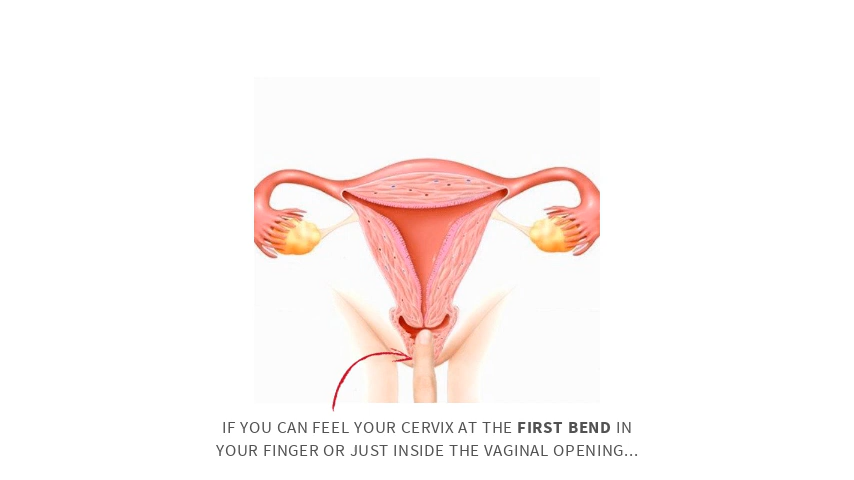 IF YOU CAN FEEL YOUR CERVIX AT THE FIRST BEND IN
YOUR FINGER OR JUST INSIDE THE VAGINAL OPENING...